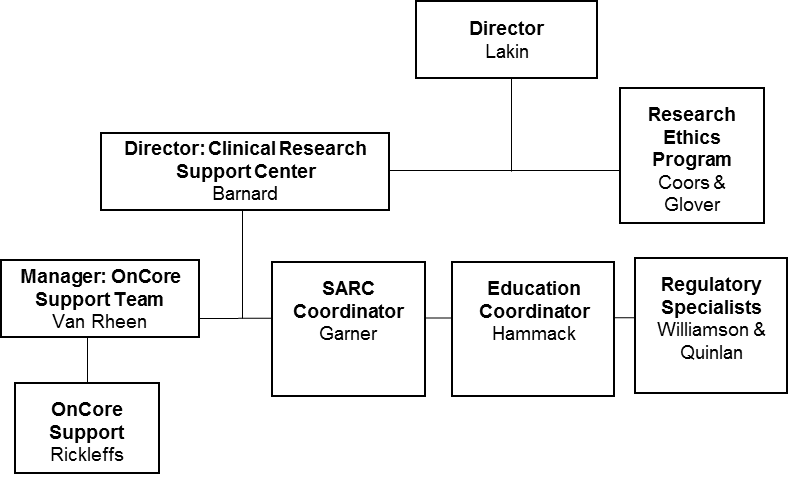 Director
Lakin
Research
Ethics
Program
Coors &
Glover
Director: Clinical Research
Support Center
Barnard
Manager: OnCore
Support Team
Van Rheen
SARC
Coordinator
Garner
Education
Coordinator
Hammack
Regulatory
Specialists
Williamson &
Quinlan
OnCore
Support
Rickleffs